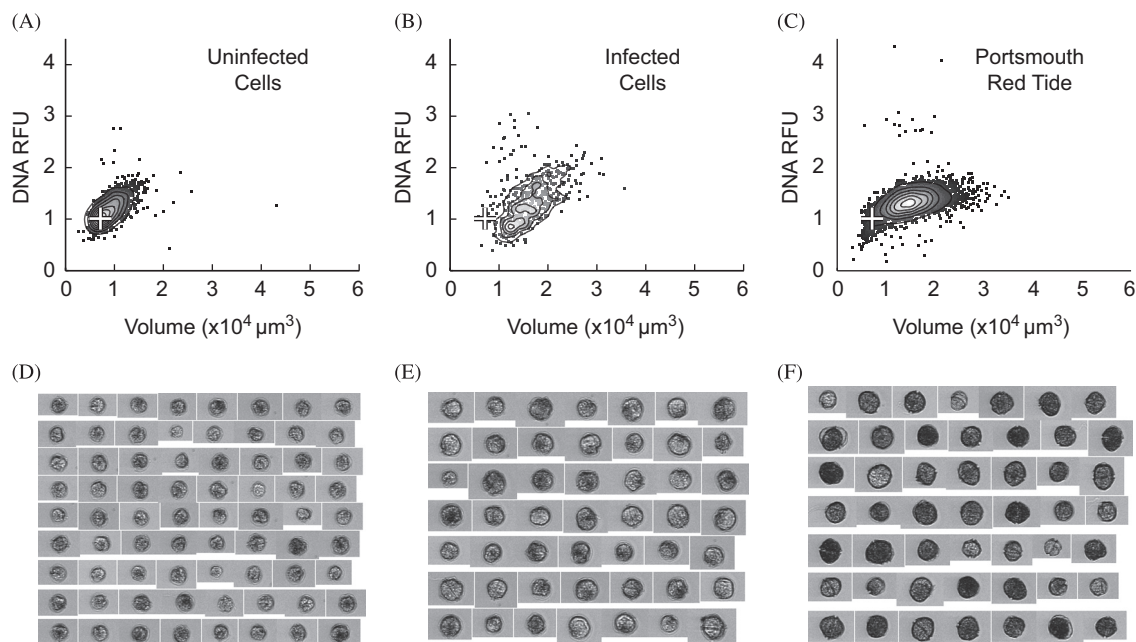 (A)
Uninfected
Cells
DNA RFU
4
3
2
1
0
0 1 2 3 4 5 6
Volume (x10⁴ µm³)
(B)
Infected
Cells
DNA RFU
4
3
2
1
0
0 1 2 3 4 5 6
Volume (x10⁴ µm³)
(C)
Portsmouth
Red Tide
DNA RFU
4
3
2
1
0
0 1 2 3 4 5 6
Volume (x10⁴ µm³)
(D)
(E)
(F)